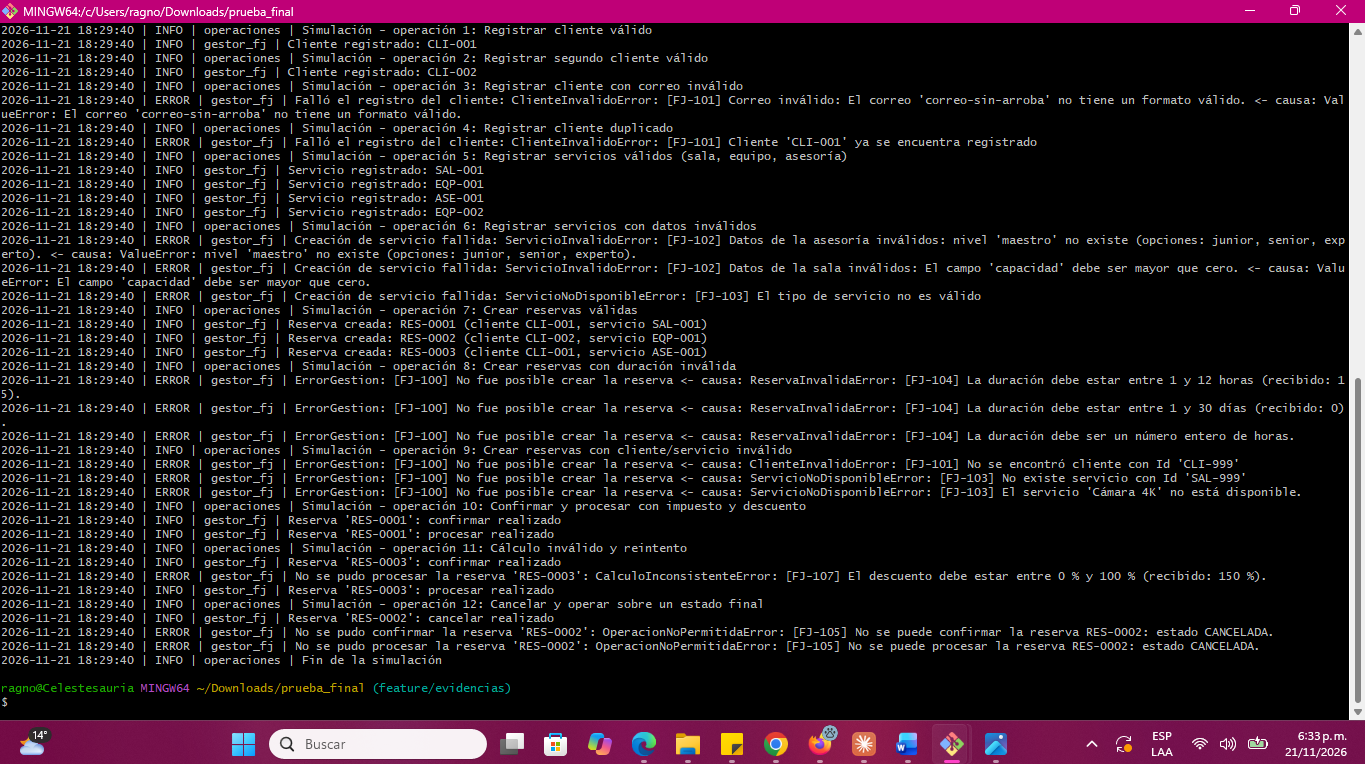 MINGW64:/c/Users/ragno/Downloads/prueba_final
2026-11-21 18:29:40 | INFO | operaciones | Simulación - operación 1: Registrar cliente válido
2026-11-21 18:29:40 | INFO | gestor_fj | Cliente registrado: CLI-001
2026-11-21 18:29:40 | INFO | operaciones | Simulación - operación 2: Registrar segundo cliente válido
2026-11-21 18:29:40 | INFO | gestor_fj | Cliente registrado: CLI-002
2026-11-21 18:29:40 | INFO | operaciones | Simulación - operación 3: Registrar cliente con correo inválido
2026-11-21 18:29:40 | ERROR | gestor_fj | Falló el registro del cliente: ClienteInvalidoError: [FJ-101] Correo inválido: El correo 'correo-sin-arroba' no tiene un formato válido. <- causa: Val
ueError: El correo 'correo-sin-arroba' no tiene un formato válido.
2026-11-21 18:29:40 | INFO | operaciones | Simulación - operación 4: Registrar cliente duplicado
2026-11-21 18:29:40 | ERROR | gestor_fj | Falló el registro del cliente: ClienteInvalidoError: [FJ-101] Cliente 'CLI-001' ya se encuentra registrado
2026-11-21 18:29:40 | INFO | operaciones | Simulación - operación 5: Registrar servicios válidos (sala, equipo, asesoría)
2026-11-21 18:29:40 | INFO | gestor_fj | Servicio registrado: SAL-001
2026-11-21 18:29:40 | INFO | gestor_fj | Servicio registrado: EQP-001
2026-11-21 18:29:40 | INFO | gestor_fj | Servicio registrado: ASE-001
2026-11-21 18:29:40 | INFO | gestor_fj | Servicio registrado: EQP-002
2026-11-21 18:29:40 | INFO | operaciones | Simulación - operación 6: Registrar servicios con datos inválidos
2026-11-21 18:29:40 | ERROR | gestor_fj | Creación de servicio fallida: ServicioInvalidoError: [FJ-102] Datos de la asesoría inválidos: nivel 'maestro' no existe (opciones: junior, senior, exp
erto). <- causa: ValueError: nivel 'maestro' no existe (opciones: junior, senior, experto).
2026-11-21 18:29:40 | ERROR | gestor_fj | Creación de servicio fallida: ServicioInvalidoError: [FJ-102] Datos de la sala inválidos: El campo 'capacidad' debe ser mayor que cero. <- causa: Valu
eError: El campo 'capacidad' debe ser mayor que cero.
2026-11-21 18:29:40 | ERROR | gestor_fj | Creación de servicio fallida: ServicioNoDisponibleError: [FJ-103] El tipo de servicio no es válido
2026-11-21 18:29:40 | INFO | operaciones | Simulación - operación 7: Crear reservas válidas
2026-11-21 18:29:40 | INFO | gestor_fj | Reserva creada: RES-0001 (cliente CLI-001, servicio SAL-001)
2026-11-21 18:29:40 | INFO | gestor_fj | Reserva creada: RES-0002 (cliente CLI-002, servicio EQP-001)
2026-11-21 18:29:40 | INFO | gestor_fj | Reserva creada: RES-0003 (cliente CLI-001, servicio ASE-001)
2026-11-21 18:29:40 | INFO | operaciones | Simulación - operación 8: Crear reservas con duración inválida
2026-11-21 18:29:40 | ERROR | gestor_fj | ErrorGestion: [FJ-100] No fue posible crear la reserva <- causa: ReservaInvalidaError: [FJ-104] La duración debe estar entre 1 y 12 horas (recibido: 1
5).
2026-11-21 18:29:40 | ERROR | gestor_fj | ErrorGestion: [FJ-100] No fue posible crear la reserva <- causa: ReservaInvalidaError: [FJ-104] La duración debe estar entre 1 y 30 días (recibido: 0)
.
2026-11-21 18:29:40 | ERROR | gestor_fj | ErrorGestion: [FJ-100] No fue posible crear la reserva <- causa: ReservaInvalidaError: [FJ-104] La duración debe ser un número entero de horas.
2026-11-21 18:29:40 | INFO | operaciones | Simulación - operación 9: Crear reservas con cliente/servicio inválido
2026-11-21 18:29:40 | ERROR | gestor_fj | ErrorGestion: [FJ-100] No fue posible crear la reserva <- causa: ClienteInvalidoError: [FJ-101] No se encontró cliente con Id 'CLI-999'
2026-11-21 18:29:40 | ERROR | gestor_fj | ErrorGestion: [FJ-100] No fue posible crear la reserva <- causa: ServicioNoDisponibleError: [FJ-103] No existe servicio con Id 'SAL-999'
2026-11-21 18:29:40 | ERROR | gestor_fj | ErrorGestion: [FJ-100] No fue posible crear la reserva <- causa: ServicioNoDisponibleError: [FJ-103] El servicio 'Cámara 4K' no está disponible.
2026-11-21 18:29:40 | INFO | operaciones | Simulación - operación 10: Confirmar y procesar con impuesto y descuento
2026-11-21 18:29:40 | INFO | gestor_fj | Reserva 'RES-0001': confirmar realizado
2026-11-21 18:29:40 | INFO | gestor_fj | Reserva 'RES-0001': procesar realizado
2026-11-21 18:29:40 | INFO | operaciones | Simulación - operación 11: Cálculo inválido y reintento
2026-11-21 18:29:40 | INFO | gestor_fj | Reserva 'RES-0003': confirmar realizado
2026-11-21 18:29:40 | ERROR | gestor_fj | No se pudo procesar la reserva 'RES-0003': CalculoInconsistenteError: [FJ-107] El descuento debe estar entre 0 % y 100 % (recibido: 150 %).
2026-11-21 18:29:40 | INFO | gestor_fj | Reserva 'RES-0003': procesar realizado
2026-11-21 18:29:40 | INFO | operaciones | Simulación - operación 12: Cancelar y operar sobre un estado final
2026-11-21 18:29:40 | INFO | gestor_fj | Reserva 'RES-0002': cancelar realizado
2026-11-21 18:29:40 | ERROR | gestor_fj | No se pudo confirmar la reserva 'RES-0002': OperacionNoPermitidaError: [FJ-105] No se puede confirmar la reserva RES-0002: estado CANCELADA.
2026-11-21 18:29:40 | ERROR | gestor_fj | No se pudo procesar la reserva 'RES-0002': OperacionNoPermitidaError: [FJ-105] No se puede procesar la reserva RES-0002: estado CANCELADA.
2026-11-21 18:29:40 | INFO | operaciones | Fin de la simulación
ragno@Celestesauria MINGW64 ~/Downloads/prueba_final (feature/evidencias)
$
14°
Buscar
ESP
LAA
6:33 p.m.
21/11/2026